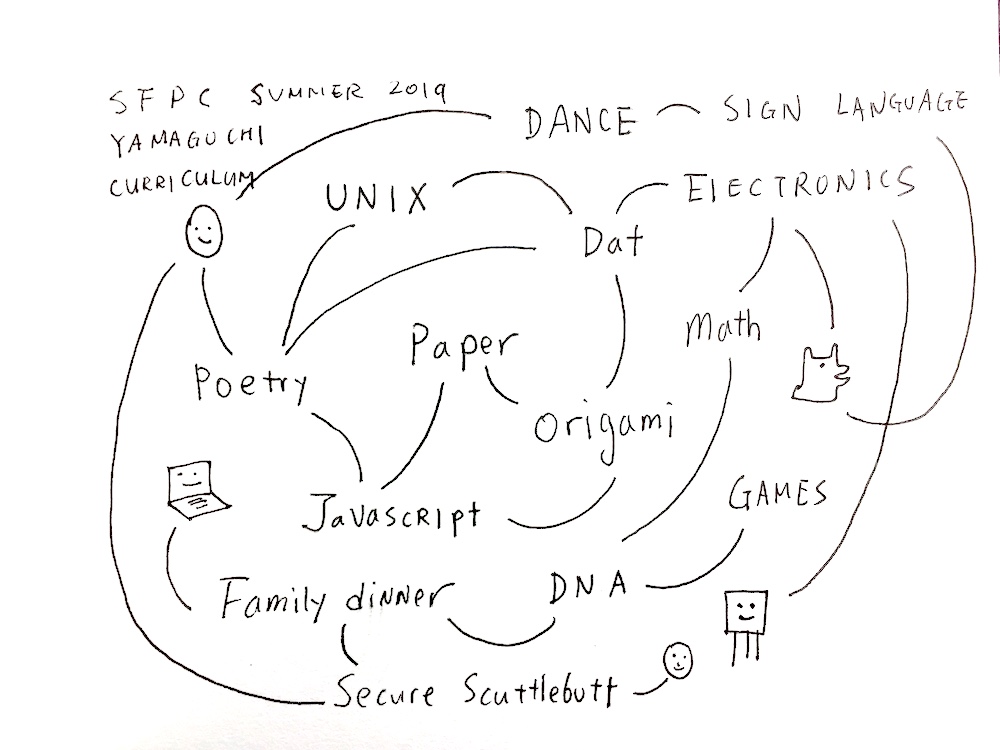 SFPC SUMMER 2019
YAMAGUCHI
CURRICULUM
DANCE
SIGN LANGUAGE
UNIX
ElECTRONICS
Dat
Math
Paper
Poetry
Origami
JavascRIpt
GAMES
Family diNNer
DNA
Secure Scuttlebutt